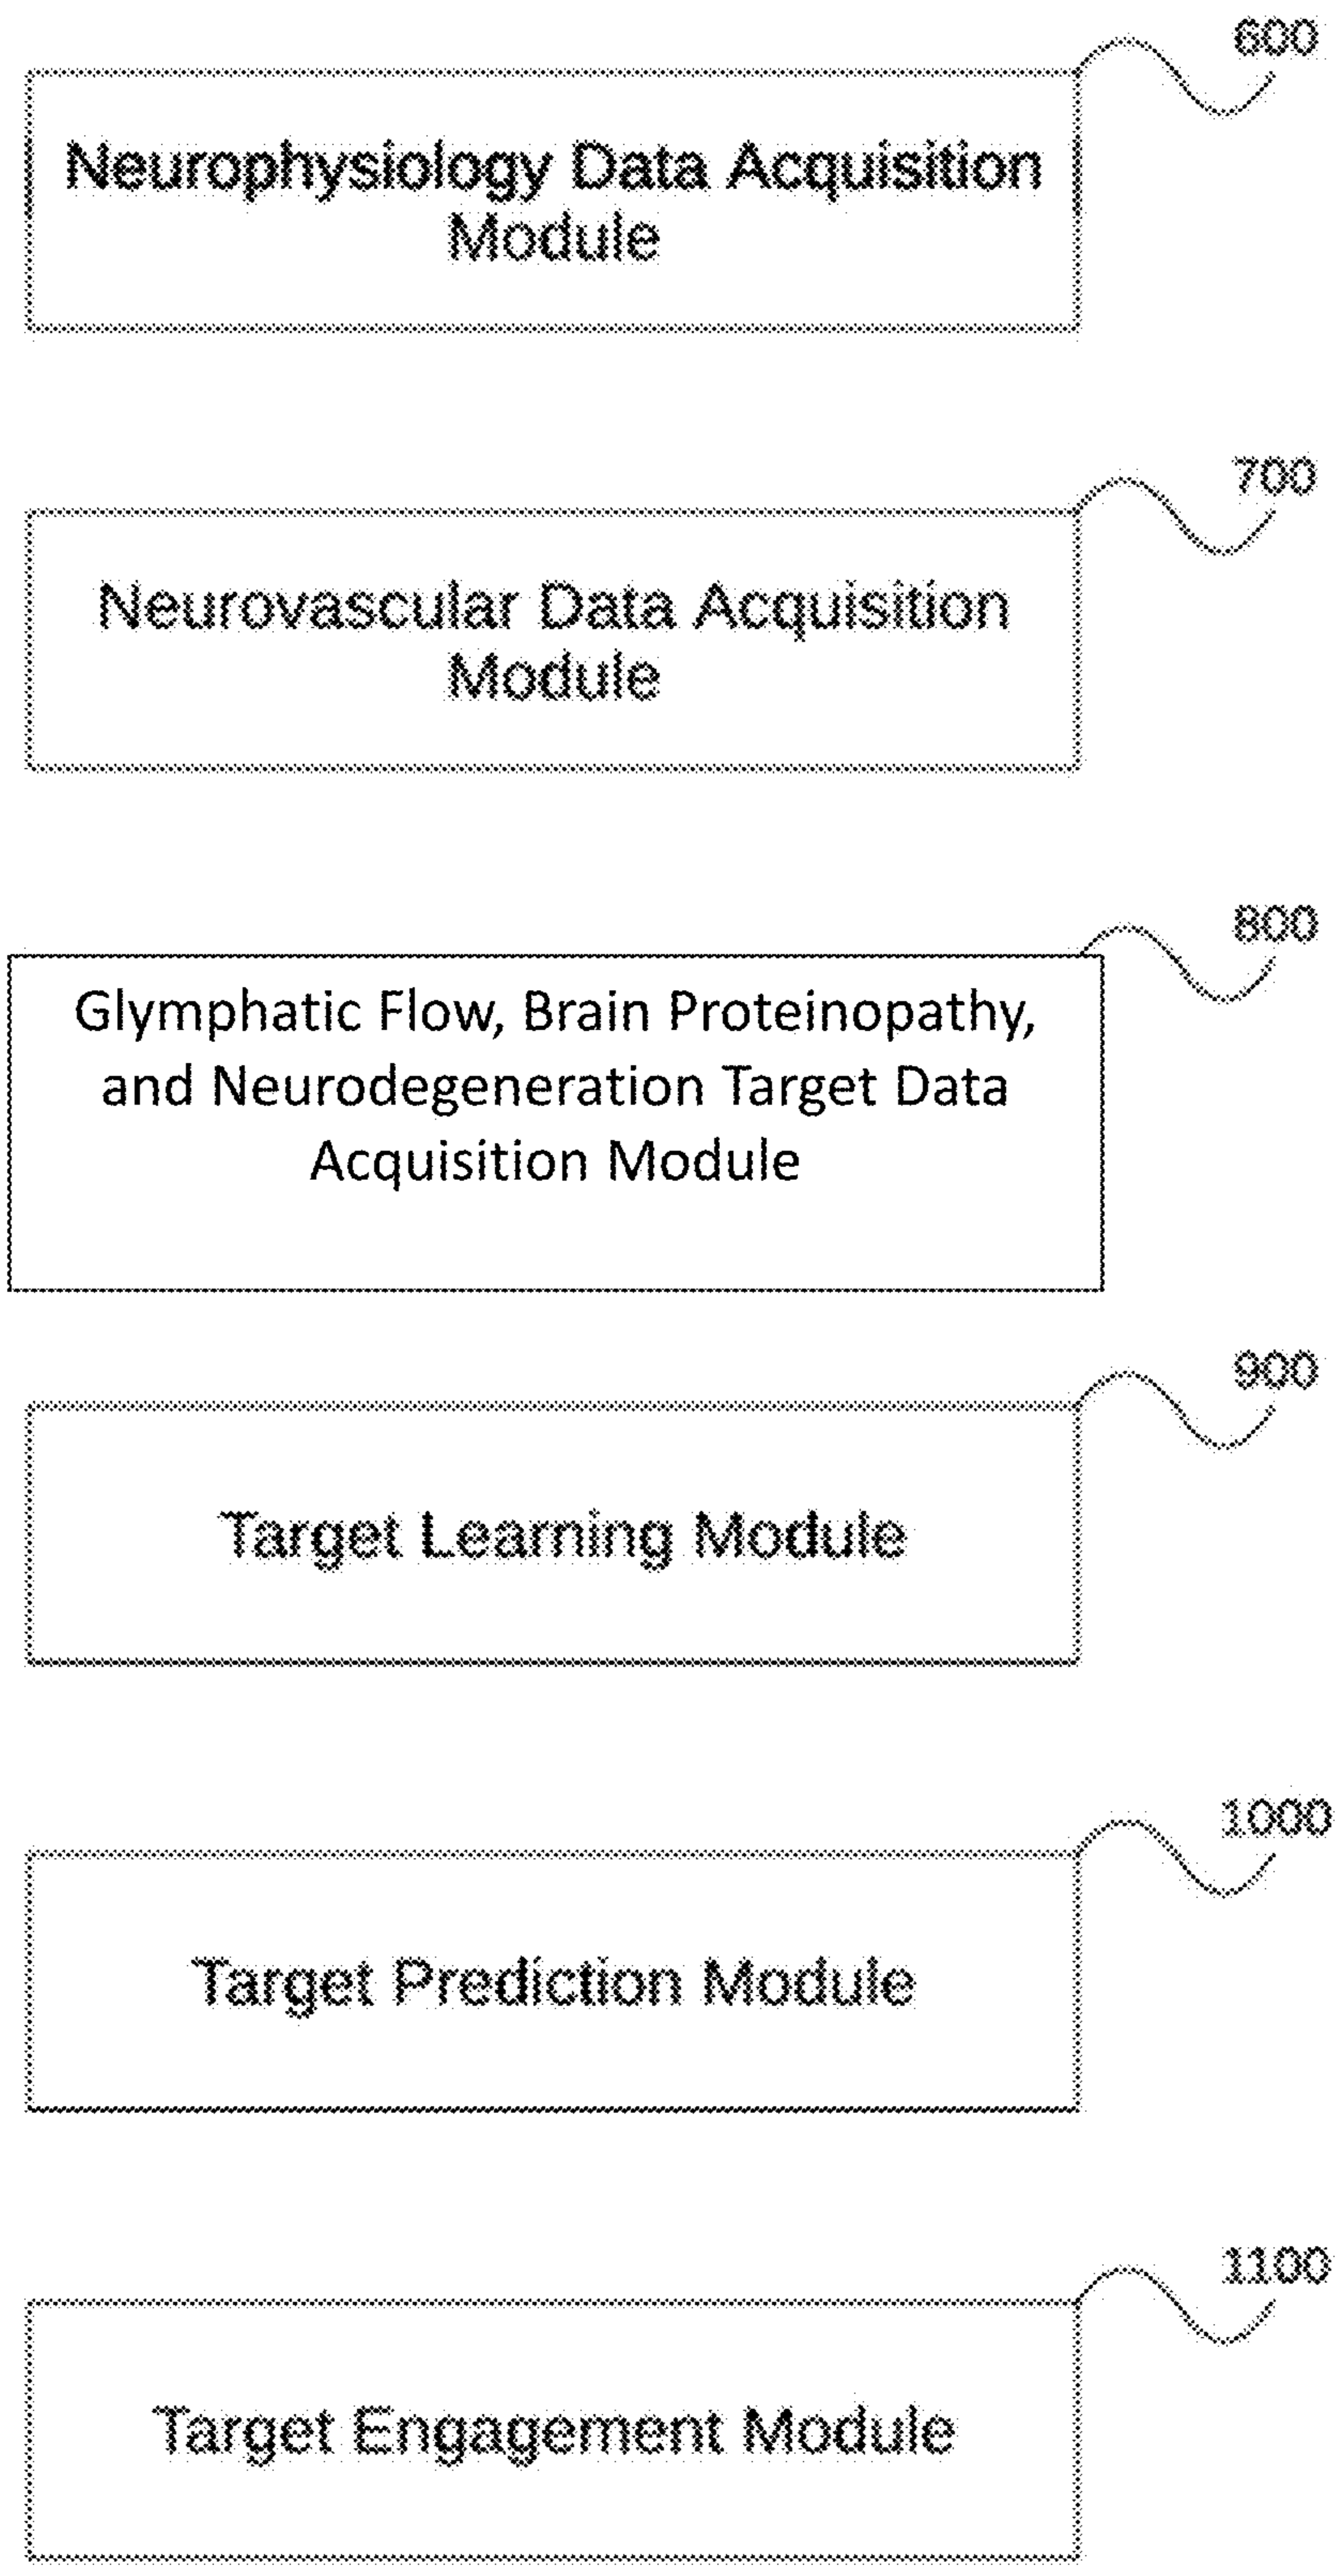 600
Neurophysiology Data Acquisition
Module
700
Neurovascular Data Acquisition
Module
800
Glymphatic Flow, Brain Proteinopathy,
and Neurodegeneration Target Data
Acquisition Module
900
Target Learning Module
1000
Target Prediction Module
1100
Target Engagement Module